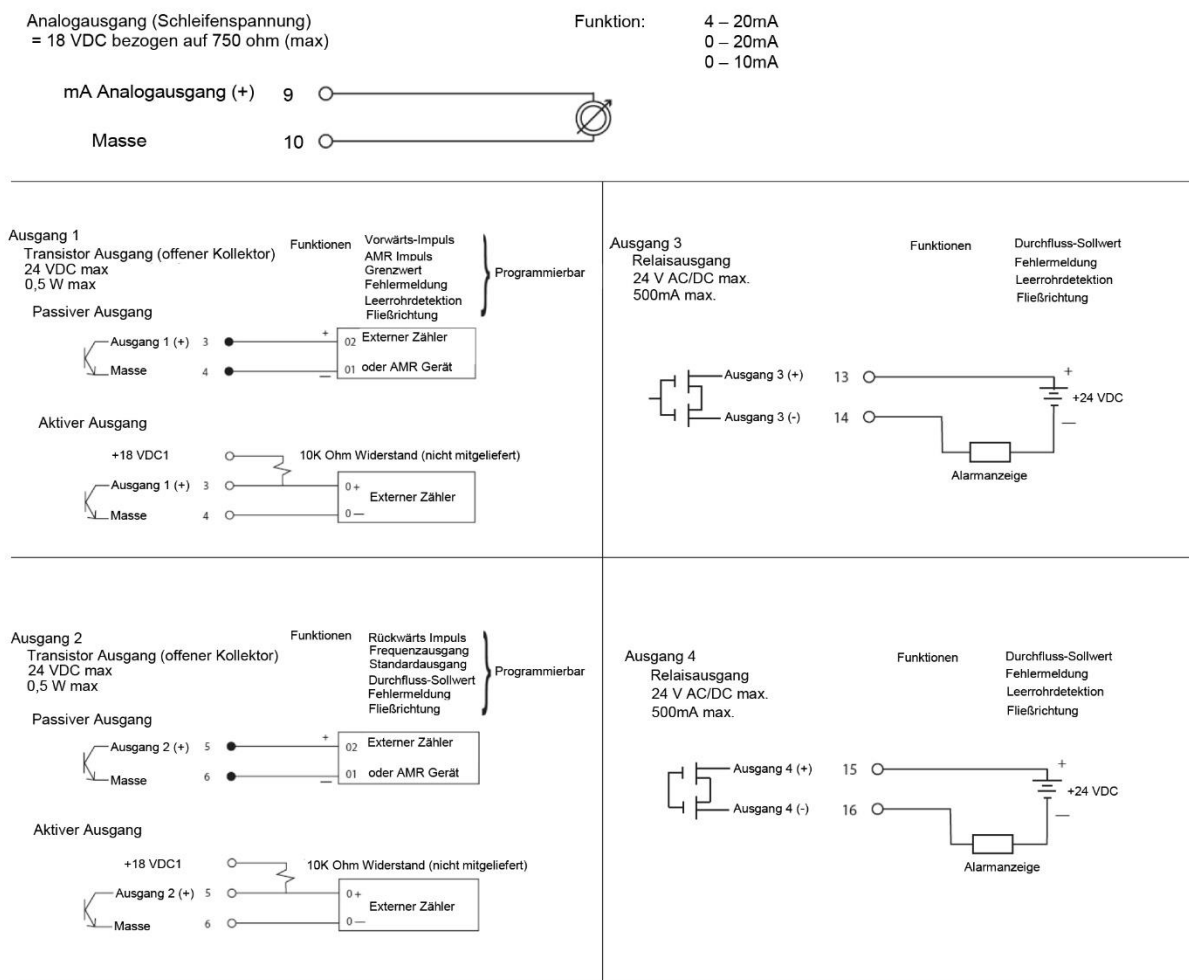 Analogausgang (Schleifenspannung)
= 18 VDC bezogen auf 750 ohm (max)
Funktion:
4 – 20mA
0 – 20mA
0 – 10mA
mA Analogausgang (+) 9
Masse 10
Ausgang 1
Transistor Ausgang (offener Kollektor)
24 VDC max
0,5 W max
Funktionen
Vorwärts-Impuls
AMR Impuls
Grenzwert
Fehlermeldung
Leerrohrdetektion
Fließrichtung
Programmierbar
Passiver Ausgang
Ausgang 1 (+) 3 + 02 Externer Zähler
Masse 4 — 01 oder AMR Gerät
Aktiver Ausgang
+18 VDC1 10K Ohm Widerstand (nicht mitgeliefert)
Ausgang 1 (+) 3 0 +
Externer Zähler
Masse 4 0 —
Ausgang 3
Relaisausgang
24 V AC/DC max.
500mA max.
Funktionen
Durchfluss-Sollwert
Fehlermeldung
Leerrohrdetektion
Fließrichtung
Ausgang 3 (+) 13 +
+24 VDC
Ausgang 3 (-) 14 —
Alarmanzeige
Ausgang 2
Transistor Ausgang (offener Kollektor)
24 VDC max
0,5 W max
Funktionen
Rückwärts Impuls
Frequenzausgang
Standardausgang
Durchfluss-Sollwert
Fehlermeldung
Fließrichtung
Programmierbar
Passiver Ausgang
Ausgang 2 (+) 5 + 02 Externer Zähler
Masse 6 — 01 oder AMR Gerät
Aktiver Ausgang
+18 VDC1 10K Ohm Widerstand (nicht mitgeliefert)
Ausgang 2 (+) 5 0 +
Externer Zähler
Masse 6 0 —
Ausgang 4
Relaisausgang
24 V AC/DC max.
500mA max.
Funktionen
Durchfluss-Sollwert
Fehlermeldung
Leerrohrdetektion
Fließrichtung
Ausgang 4 (+) 15 +
+24 VDC
Ausgang 4 (-) 16 —
Alarmanzeige